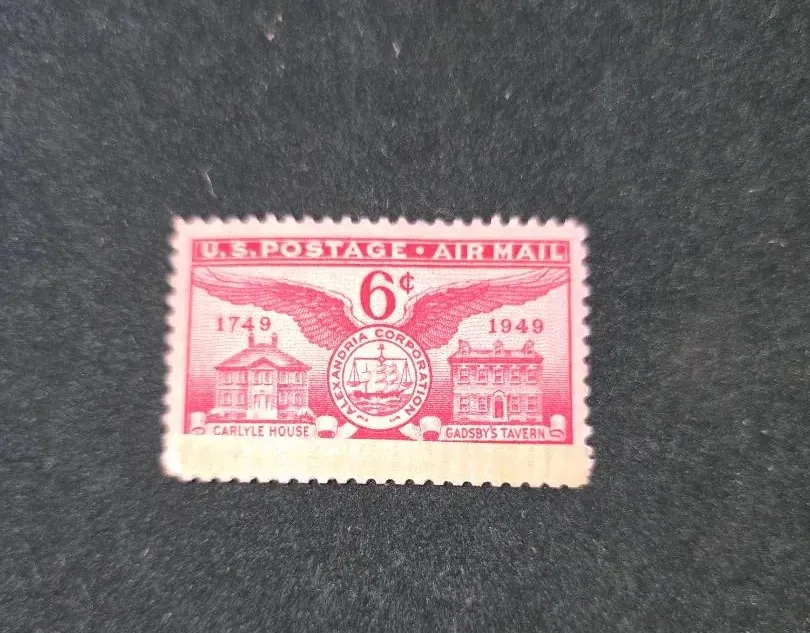 U.S. POSTAGE • AIR MAIL
6¢
1749
1949
ALEXANDRIA CORPORATION
CARLYLE HOUSE
GADSBY'S TAVERN